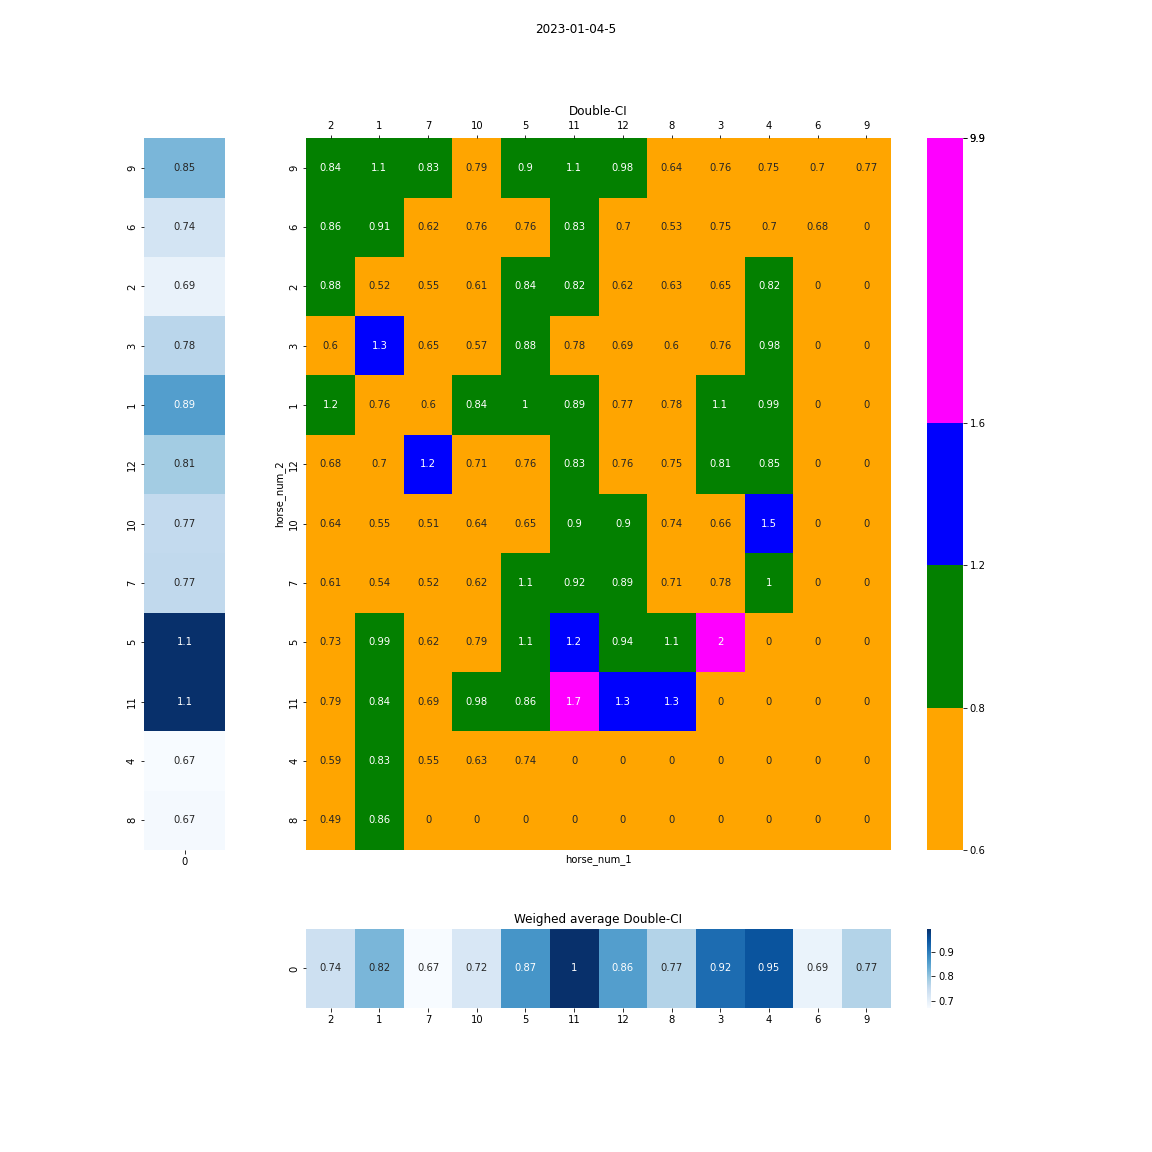 2023-01-04-5
Double-CI
2 1 7 10 5 11 12 8 3 4 6 9
9 0.85 9 0.84 1.1 0.83 0.79 0.9 1.1 0.98 0.64 0.76 0.75 0.7 0.77 9.9
6 0.74 6 0.86 0.91 0.62 0.76 0.76 0.83 0.7 0.53 0.75 0.7 0.68 0
2 0.69 2 0.88 0.52 0.55 0.61 0.84 0.82 0.62 0.63 0.65 0.82 0 0
3 0.78 3 0.6 1.3 0.65 0.57 0.88 0.78 0.69 0.6 0.76 0.98 0 0
1 0.89 1 1.2 0.76 0.6 0.84 1 0.89 0.77 0.78 1.1 0.99 0 0 1.6
12 0.81 horse_num_2 12 0.68 0.7 1.2 0.71 0.76 0.83 0.76 0.75 0.81 0.85 0 0
10 0.77 10 0.64 0.55 0.51 0.64 0.65 0.9 0.9 0.74 0.66 1.5 0 0
7 0.77 7 0.61 0.54 0.52 0.62 1.1 0.92 0.89 0.71 0.78 1 0 0 1.2
5 1.1 5 0.73 0.99 0.62 0.79 1.1 1.2 0.94 1.1 2 0 0 0
11 1.1 11 0.79 0.84 0.69 0.98 0.86 1.7 1.3 1.3 0 0 0 0 0.8
4 0.67 4 0.59 0.83 0.55 0.63 0.74 0 0 0 0 0 0 0
8 0.67 8 0.49 0.86 0 0 0 0 0 0 0 0 0 0 0.6
0 horse_num_1
Weighed average Double-CI
0 0.74 0.82 0.67 0.72 0.87 1 0.86 0.77 0.92 0.95 0.69 0.77 0.9 0.8 0.7
2 1 7 10 5 11 12 8 3 4 6 9